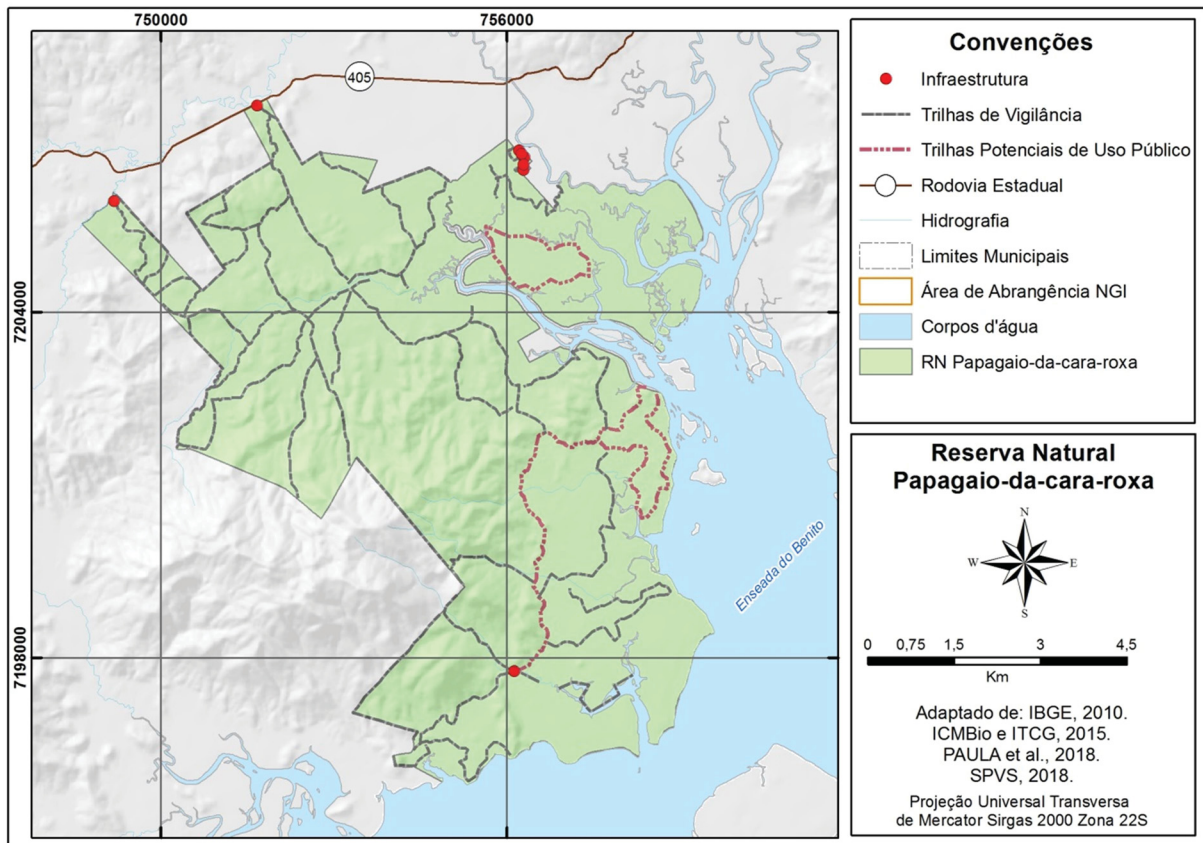 750000
756000
405
7204000
7198000
Enseada do Benito
Convenções
Infraestrutura
Trilhas de Vigilância
Trilhas Potenciais de Uso Público
Rodovia Estadual
Hidrografia
Limites Municipais
Área de Abrangência NGI
Corpos d'água
RN Papagaio-da-cara-roxa
Reserva Natural
Papagaio-da-cara-roxa
N
W
E
S
0 0,75 1,5 3 4,5
Km
Adaptado de: IBGE, 2010.
ICMBio e ITCG, 2015.
PAULA et al., 2018.
SPVS, 2018.
Projeção Universal Transversa
de Mercator Sirgas 2000 Zona 22S